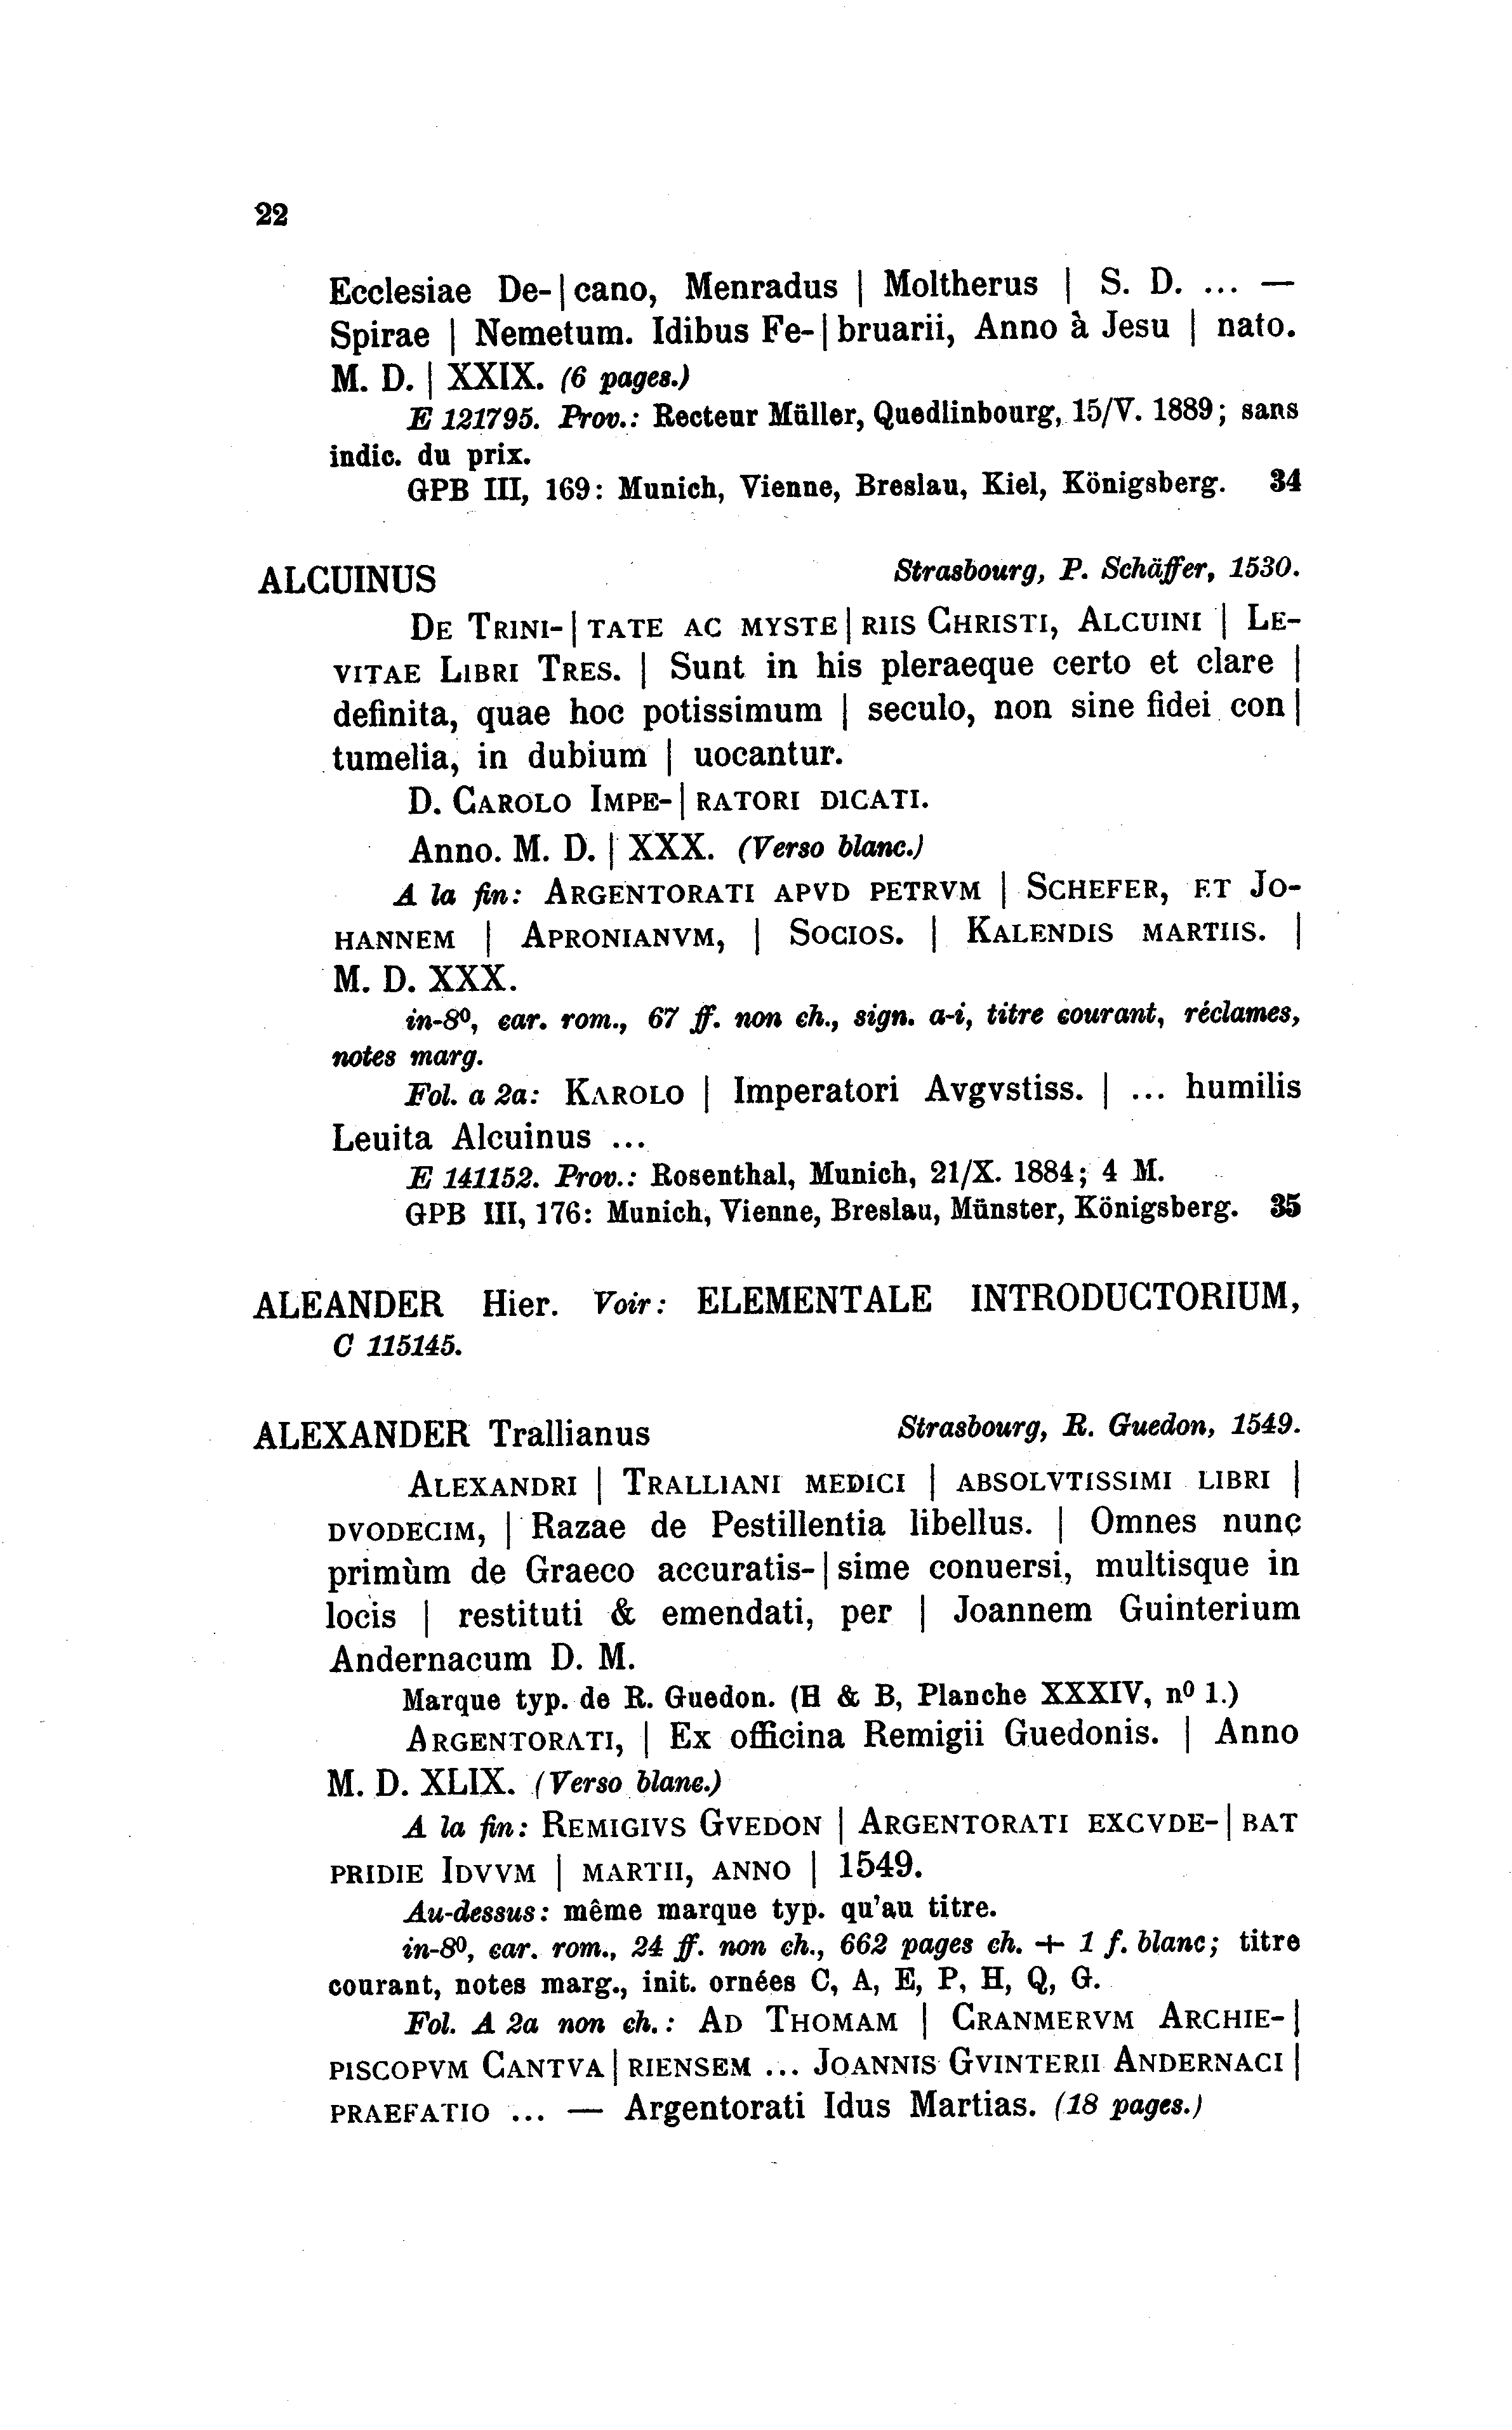 22
Ecclesiae De-|cano, Menradus | Moltherus | S. D. ... —
Spirae | Nemetum. Idibus Fe-|bruarii, Anno à Jesu | nato.
M. D. | XXIX. (6 pages.)
E 121795. Prov.: Recteur Müller, Quedlinbourg, 15/V. 1889; sans
indic. du prix.
GPB III, 169: Munich, Vienne, Breslau, Kiel, Königsberg. 34
ALCUINUS Strasbourg, P. Schäffer, 1530.
DE TRINI-|TATE AC MYSTE|RIIS CHRISTI, ALCUINI | LE-
VITAE LIBRI TRES. | Sunt in his pleraeque certo et clare |
definita, quae hoc potissimum | seculo, non sine fidei con|
tumelia, in dubium | uocantur.
D. CAROLO IMPE-|RATORI DICATI.
Anno. M. D. | XXX. (Verso blanc.)
A la fin: ARGENTORATI APVD PETRVM | SCHEFER, ET JO-
HANNEM | APRONIANVM, | SOCIOS. | KALENDIS MARTIIS. |
M. D. XXX.
in-8º, car. rom., 67 ff. non ch., sign. a-i, titre courant, réclames,
notes marg.
Fol. a 2a: KAROLO | Imperatori Avgvstiss. | ... humilis
Leuita Alcuinus ...
E 141152. Prov.: Rosenthal, Munich, 21/X. 1884; 4 M.
GPB III, 176: Munich, Vienne, Breslau, Münster, Königsberg. 35
ALEANDER Hier. Voir: ELEMENTALE INTRODUCTORIUM,
C 115145.
ALEXANDER Trallianus Strasbourg, R. Guedon, 1549.
ALEXANDRI | TRALLIANI MEDICI | ABSOLVTISSIMI LIBRI |
DVODECIM, | Razae de Pestillentia libellus. | Omnes nunc
primùm de Graeco accuratis-|sime conuersi, multisque in
locis | restituti & emendati, per | Joannem Guinterium
Andernacum D. M.
Marque typ. de R. Guedon. (H & B, Planche XXXIV, nº 1.)
ARGENTORATI, | Ex officina Remigii Guedonis. | Anno
M. D. XLIX. (Verso blanc.)
A la fin: REMIGIVS GVEDON | ARGENTORATI EXCVDE-|BAT
PRIDIE IDVVM | MARTII, ANNO | 1549.
Au-dessus: même marque typ. qu'au titre.
in-8º, car. rom., 24 ff. non ch., 662 pages ch. + 1 f. blanc; titre
courant, notes marg., init. ornées C, A, E, P, H, Q, G.
Fol. A 2a non ch.: AD THOMAM | CRANMERVM ARCHIE-|
PISCOPVM CANTVA|RIENSEM ... JOANNIS GVINTERII ANDERNACI |
PRAEFATIO ... — Argentorati Idus Martias. (18 pages.)